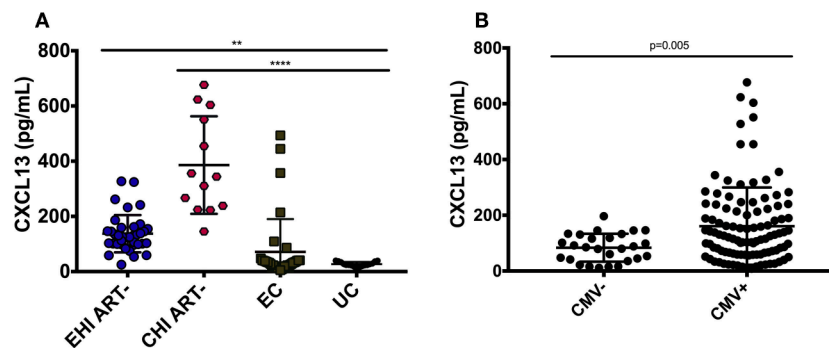 A
**
****
800
600
400
200
0
CXCL13 (pg/mL)
EHI ART-
CHI ART-
EC
UC
B
p=0.005
800
600
400
200
0
CXCL13 (pg/mL)
CMV-
CMV+